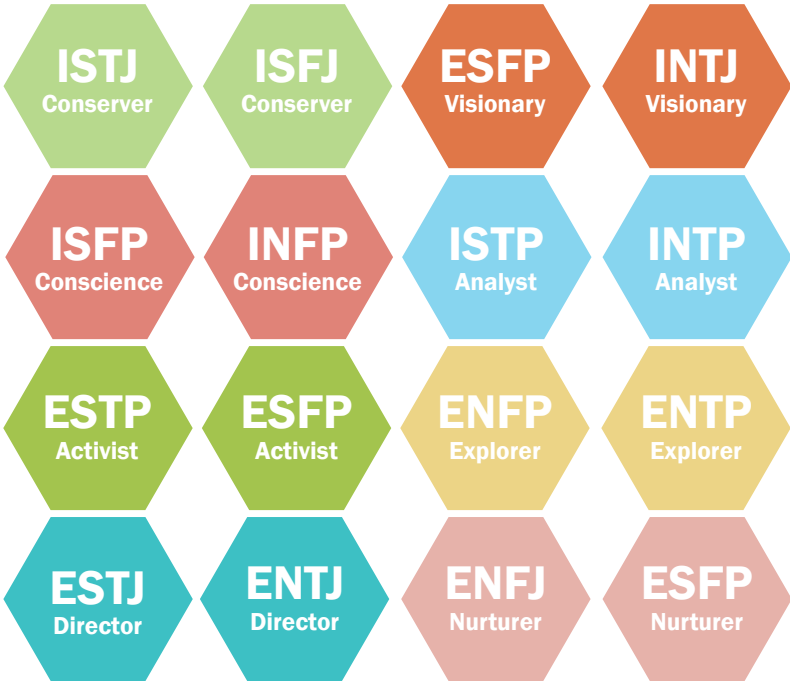 ISTJ
Conserver
ISFJ
Conserver
ESFP
Visionary
INTJ
Visionary
ISFP
Conscience
INFP
Conscience
ISTP
Analyst
INTP
Analyst
ESTP
Activist
ESFP
Activist
ENFP
Explorer
ENTP
Explorer
ESTJ
Director
ENTJ
Director
ENFJ
Nurturer
ESFP
Nurturer